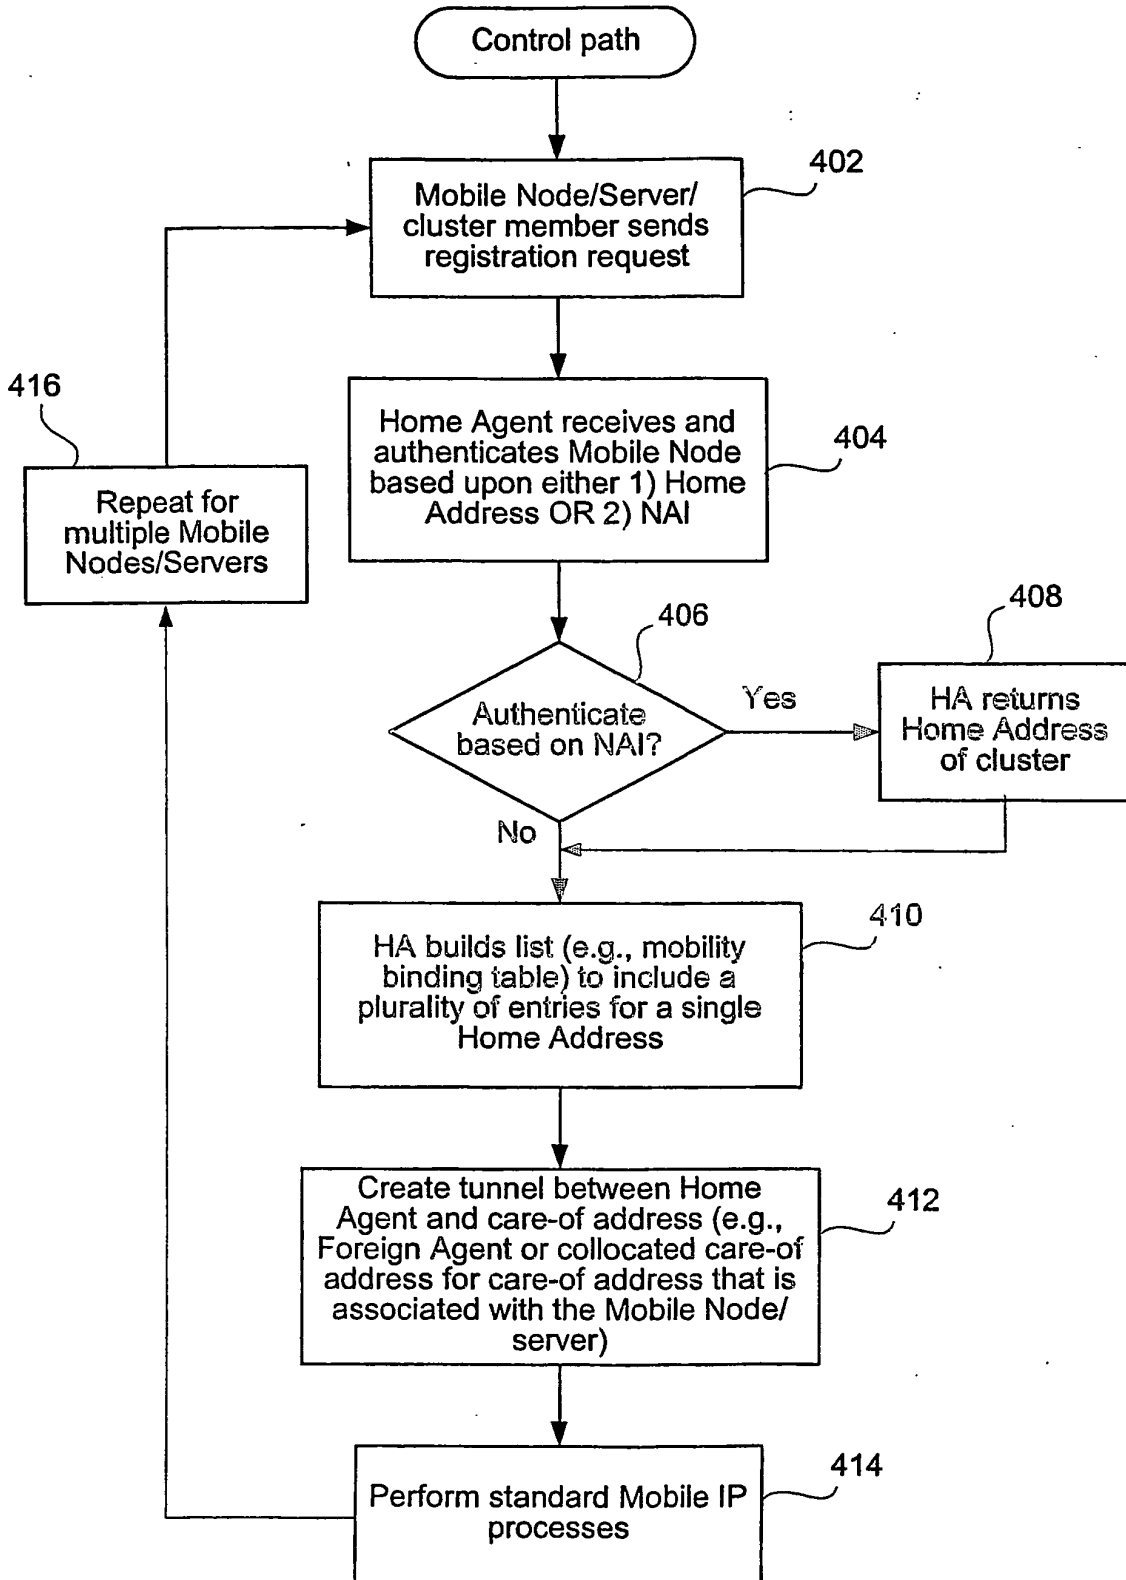 Control path
402
Mobile Node/Server/
cluster member sends
registration request
416
Repeat for
multiple Mobile
Nodes/Servers
404
Home Agent receives and
authenticates Mobile Node
based upon either 1) Home
Address OR 2) NAI
406
Authenticate
based on NAI?
Yes
408
HA returns
Home Address
of cluster
No
410
HA builds list (e.g., mobility
binding table) to include a
plurality of entries for a single
Home Address
412
Create tunnel between Home
Agent and care-of address (e.g.,
Foreign Agent or collocated care-of
address for care-of address that is
associated with the Mobile Node/
server)
414
Perform standard Mobile IP
processes